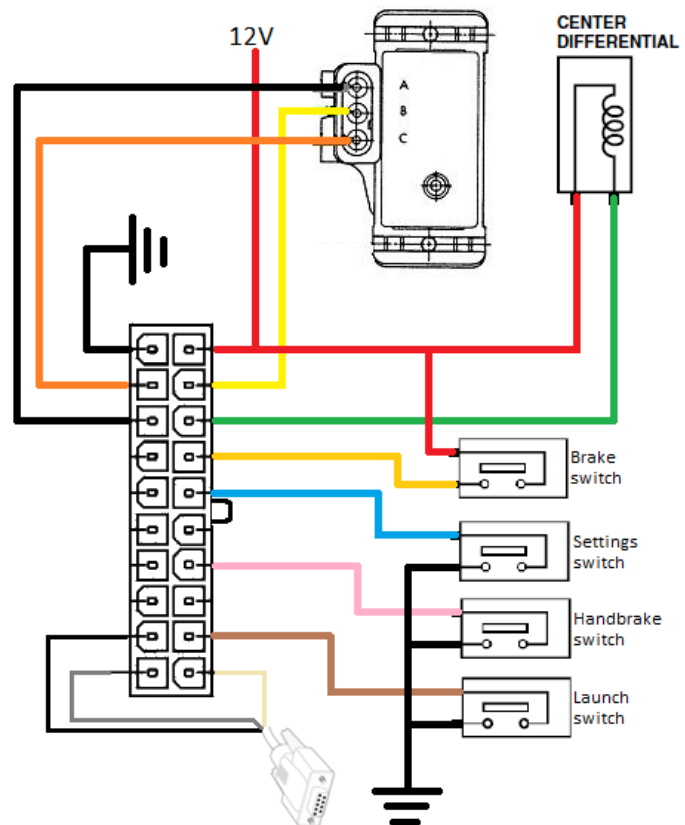 12V
CENTER
DIFFERENTIAL
A
B
C
Brake
switch
Settings
switch
Handbrake
switch
Launch
switch